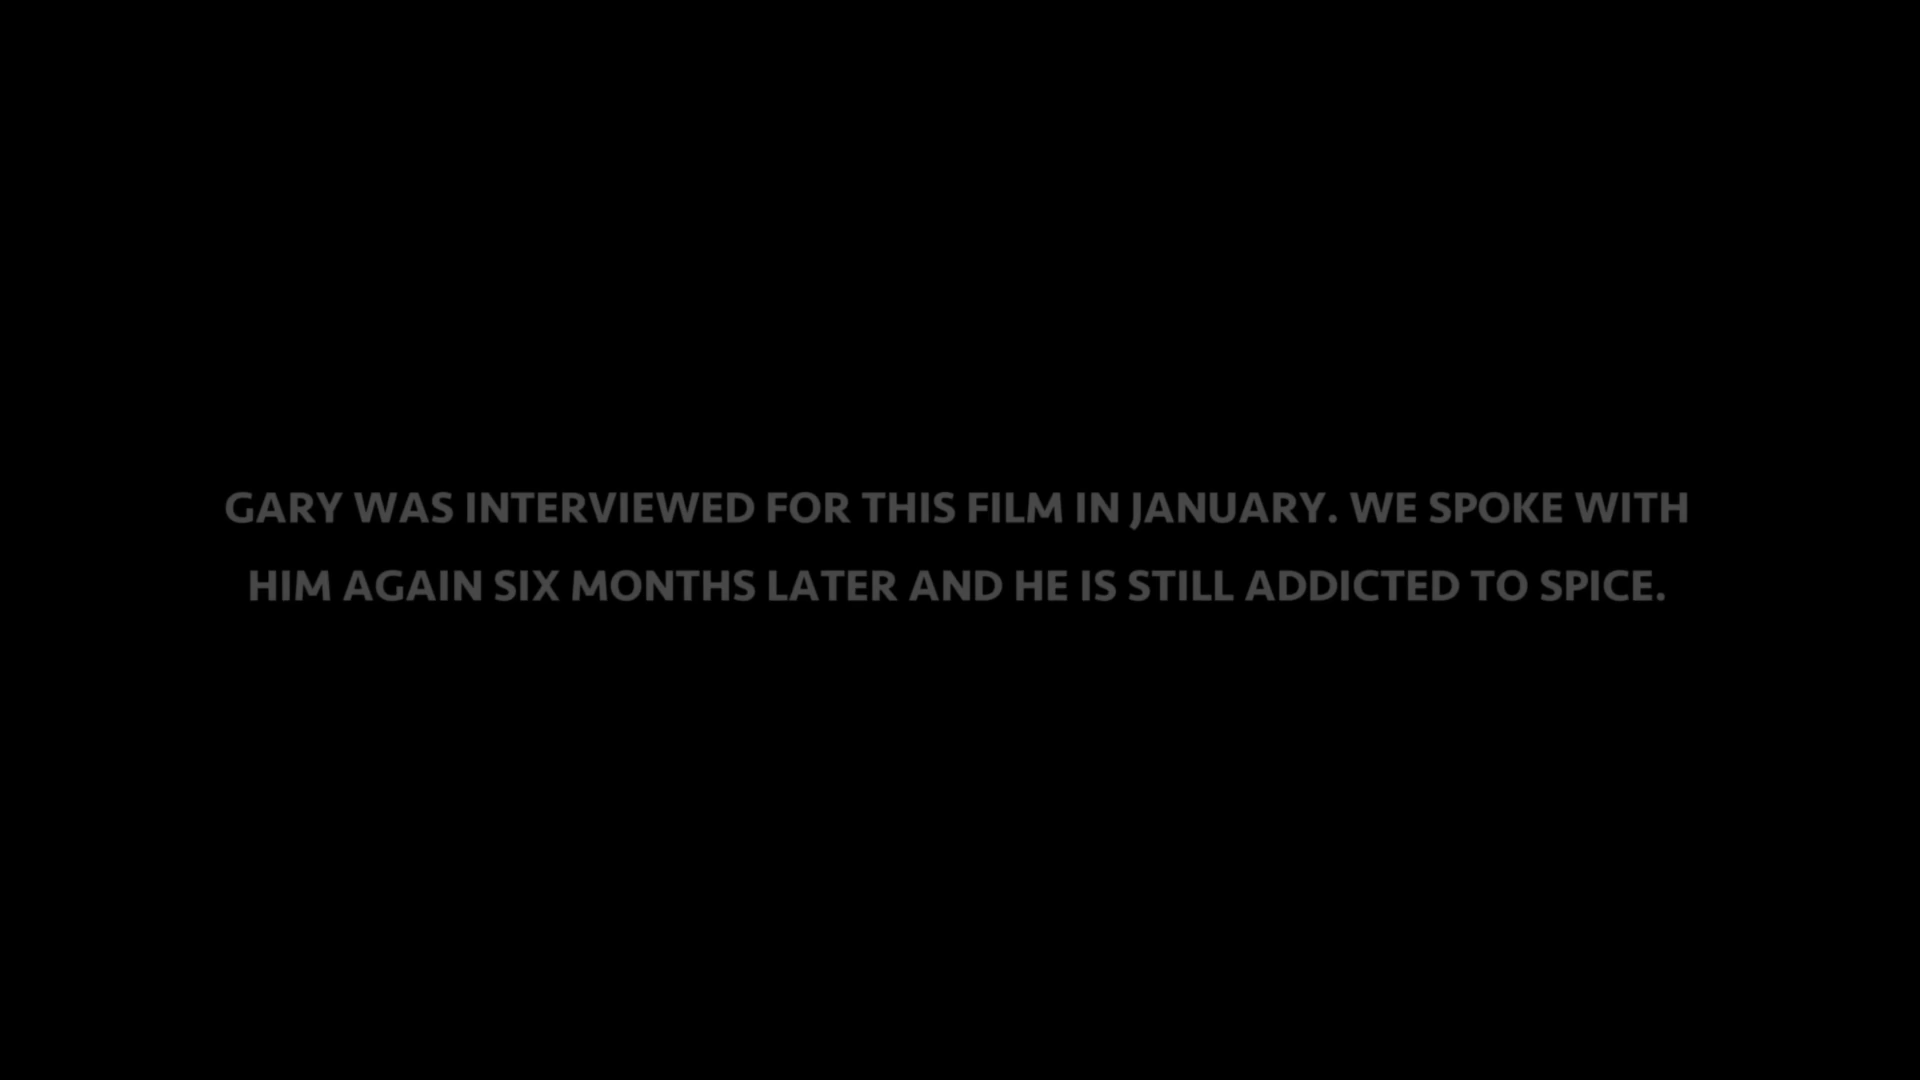 GARY WAS INTERVIEWED FOR THIS FILM IN JANUARY. WE SPOKE WITH
HIM AGAIN SIX MONTHS LATER AND HE IS STILL ADDICTED TO SPICE.